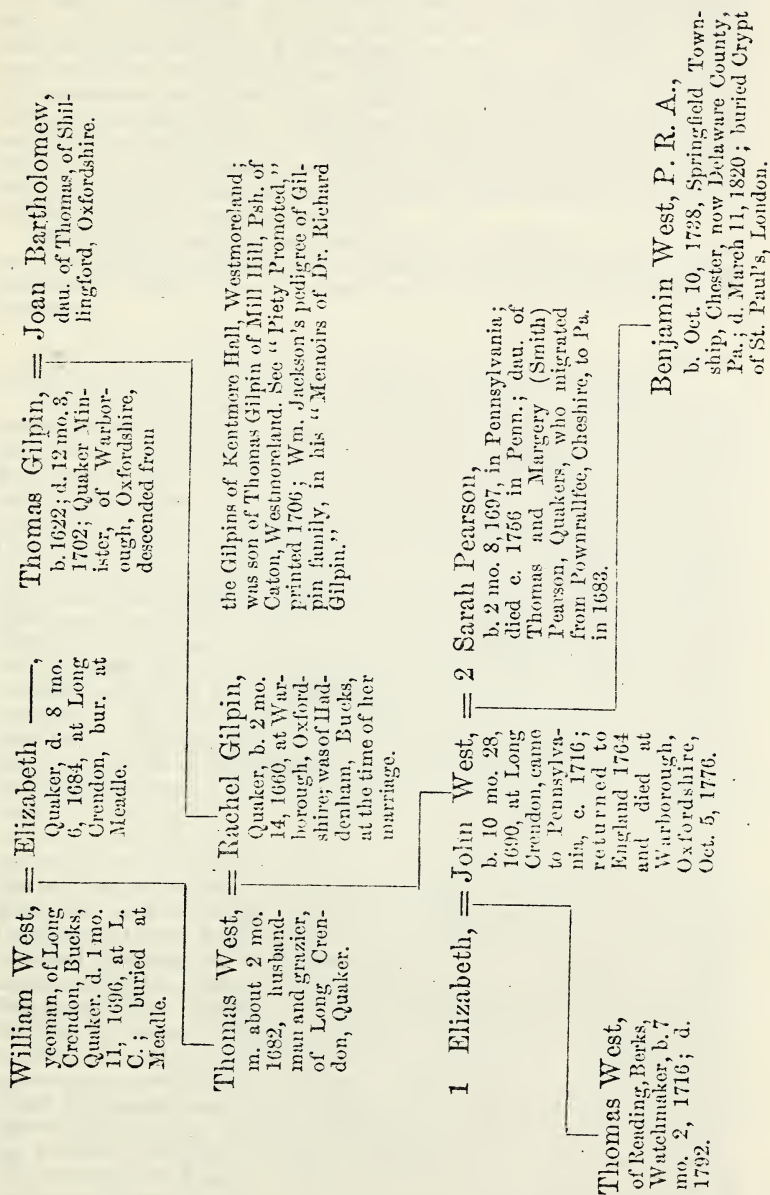 William West,
yeoman, of Long
Crendon, Bucks,
Quaker. d. 1 mo.
11, 1696, at L.
C.; buried at
Meadle.
= Elizabeth ——,
Quaker, d. 8 mo.
6, 1684, at Long
Crendon, bur. at
Meadle.
Thomas Gilpin,
b. 1622; d. 12 mo. 3,
1702; Quaker Min-
ister, of Warbor-
ough, Oxfordshire,
descended from
= Joan Bartholomew,
dau. of Thomas, of Shil-
lingford, Oxfordshire.
Thomas West,
m. about 2 mo.
1682, husband-
man and grazier,
of Long Cren-
don, Quaker.
= Rachel Gilpin,
Quaker, b. 2 mo.
14, 1660, at War-
borough, Oxford-
shire; was of Had-
denham, Bucks,
at the time of her
marriage.
the Gilpins of Kentmere Hall, Westmoreland;
was son of Thomas Gilpin of Mill Hill, Psh. of
Caton, Westmoreland. See “Piety Promoted,”
printed 1706; Wm. Jackson's pedigree of Gil-
pin family, in his “Memoirs of Dr. Richard
Gilpin.”
1 Elizabeth,
= John West,
b. 10 mo. 28,
1690, at Long
Crendon, came
to Pennsylva-
nia, c. 1716;
returned to
England 1764
and died at
Warborough,
Oxfordshire,
Oct. 5, 1776.
= 2 Sarah Pearson,
b. 2 mo. 8, 1697, in Pennsylvania;
died c. 1756 in Penn.; dau. of
Thomas and Margery (Smith)
Pearson, Quakers, who migrated
from Pownrallfee, Cheshire, to Pa.
in 1683.
Thomas West,
of Reading, Berks,
Watchmaker, b. 7
mo. 2, 1716; d.
1792.
Benjamin West, P. R. A.,
b. Oct. 10, 1738, Springfield Town-
ship, Chester, now Delaware County,
Pa.; d. March 11, 1820; buried Crypt
of St. Paul's, London.